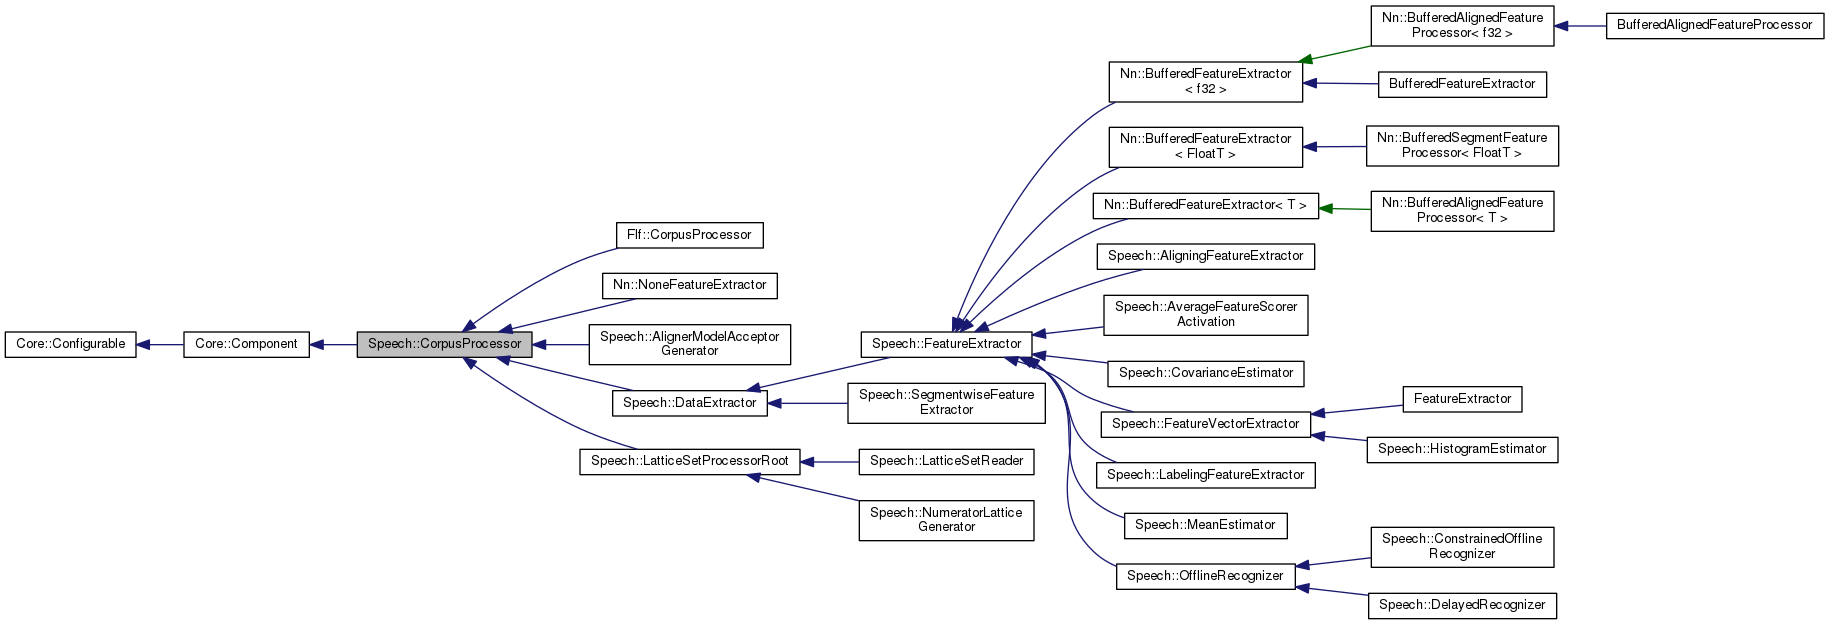 Core::Configurable
Core::Component
Speech::CorpusProcessor
Flf::CorpusProcessor
Nn::NoneFeatureExtractor
Speech::AlignerModelAcceptor
Generator
Speech::DataExtractor
Speech::LatticeSetProcessorRoot
Speech::FeatureExtractor
Speech::SegmentwiseFeature
Extractor
Speech::LatticeSetReader
Speech::NumeratorLattice
Generator
Nn::BufferedFeatureExtractor
< f32 >
Nn::BufferedFeatureExtractor
< FloatT >
Nn::BufferedFeatureExtractor< T >
Speech::AligningFeatureExtractor
Speech::AverageFeatureScorer
Activation
Speech::CovarianceEstimator
Speech::FeatureVectorExtractor
Speech::LabelingFeatureExtractor
Speech::MeanEstimator
Speech::OfflineRecognizer
Nn::BufferedAlignedFeature
Processor< f32 >
BufferedFeatureExtractor
Nn::BufferedSegmentFeature
Processor< FloatT >
Nn::BufferedAlignedFeature
Processor< T >
FeatureExtractor
Speech::HistogramEstimator
Speech::ConstrainedOffline
Recognizer
Speech::DelayedRecognizer
BufferedAlignedFeatureProcessor